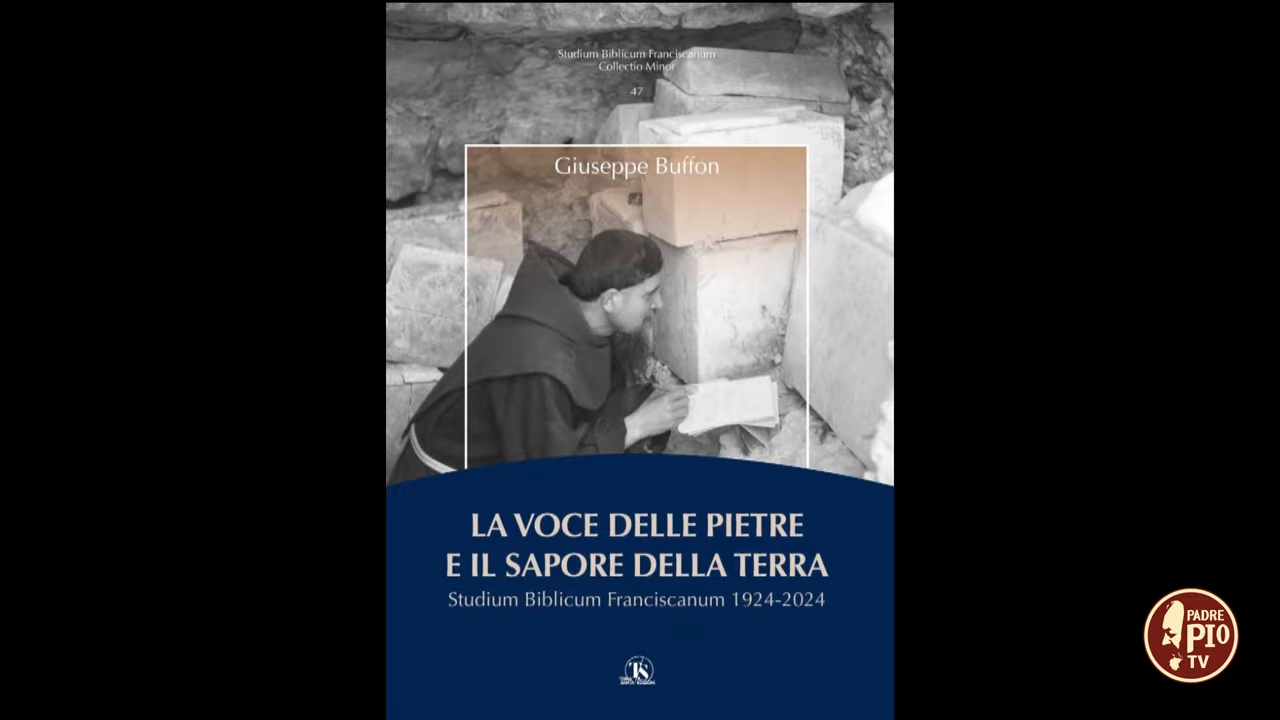 Studium Biblicum Franciscanum
Collectio Minor
47
Giuseppe Buffon
LA VOCE DELLE PIETRE
E IL SAPORE DELLA TERRA
Studium Biblicum Franciscanum 1924-2024
TS
PADRE
PIO
TV